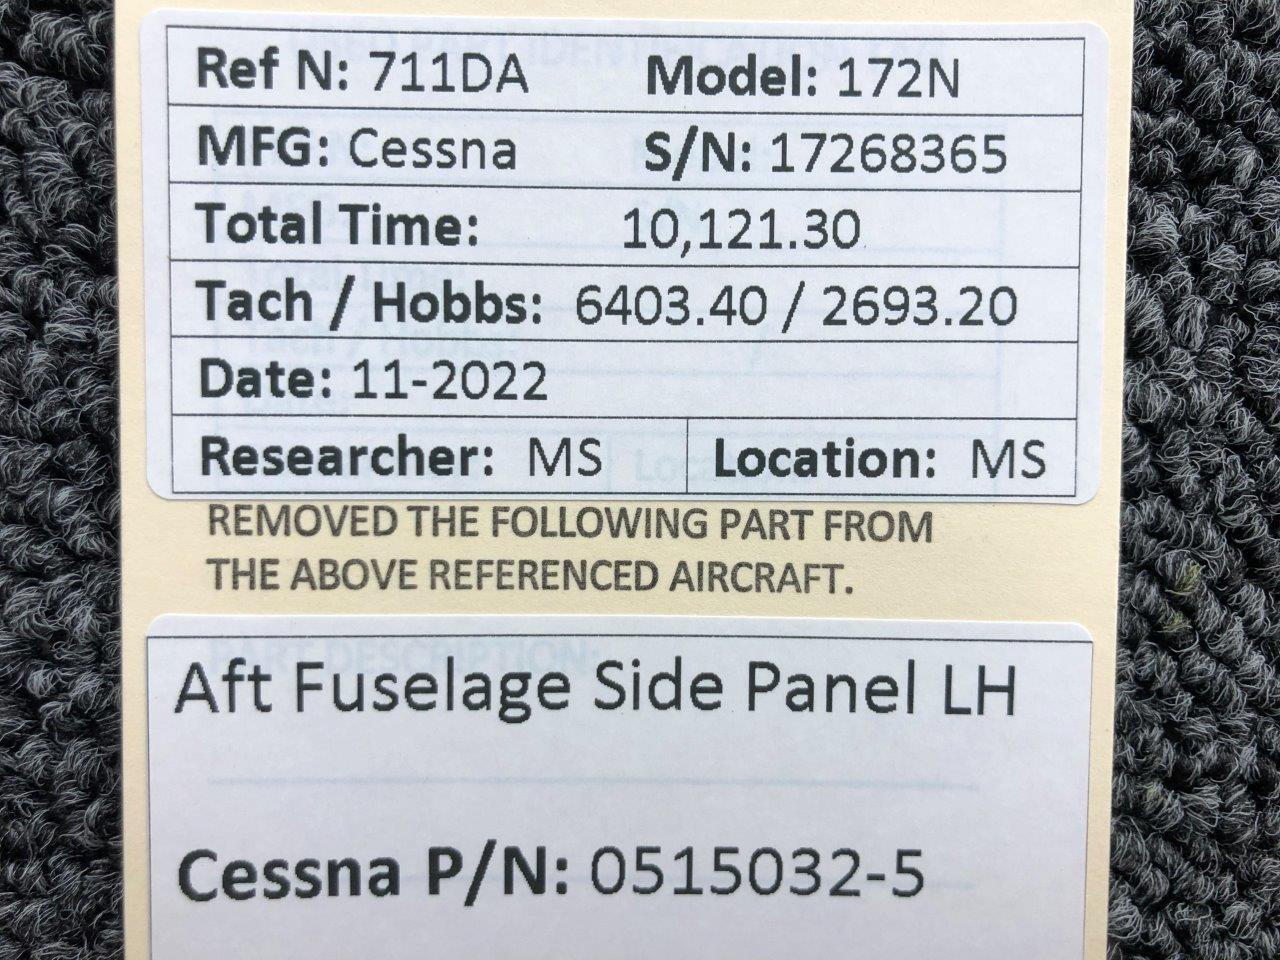 Ref N: 711DA Model: 172N
MFG: Cessna S/N: 17268365
Total Time: 10,121.30
Tach / Hobbs: 6403.40 / 2693.20
Date: 11-2022
Researcher: MS Location: MS
REMOVED THE FOLLOWING PART FROM
THE ABOVE REFERENCED AIRCRAFT.
PART DESCRIPTION:
Aft Fuselage Side Panel LH
Cessna P/N: 0515032-5